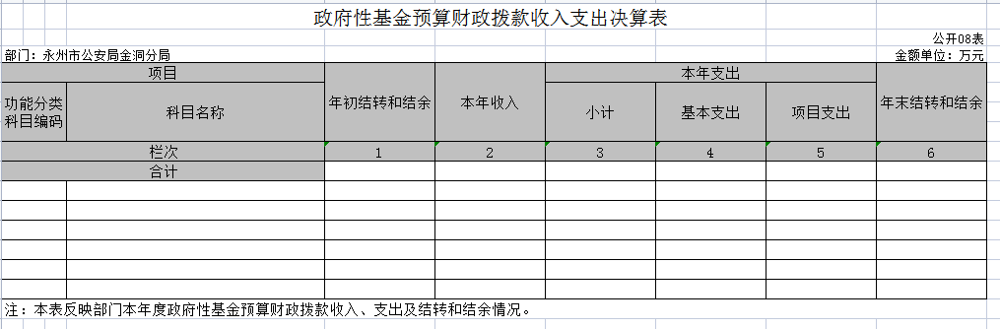 政府性基金预算财政拨款收入支出决算表
公开08表
部门：永州市公安局金洞分局 金额单位：万元
项目 年初结转和结余 本年收入 本年支出 年末结转和结余
功能分类科目编码 科目名称 小计 基本支出 项目支出
栏次 1 2 3 4 5 6
合计
注：本表反映部门本年度政府性基金预算财政拨款收入、支出及结转和结余情况。